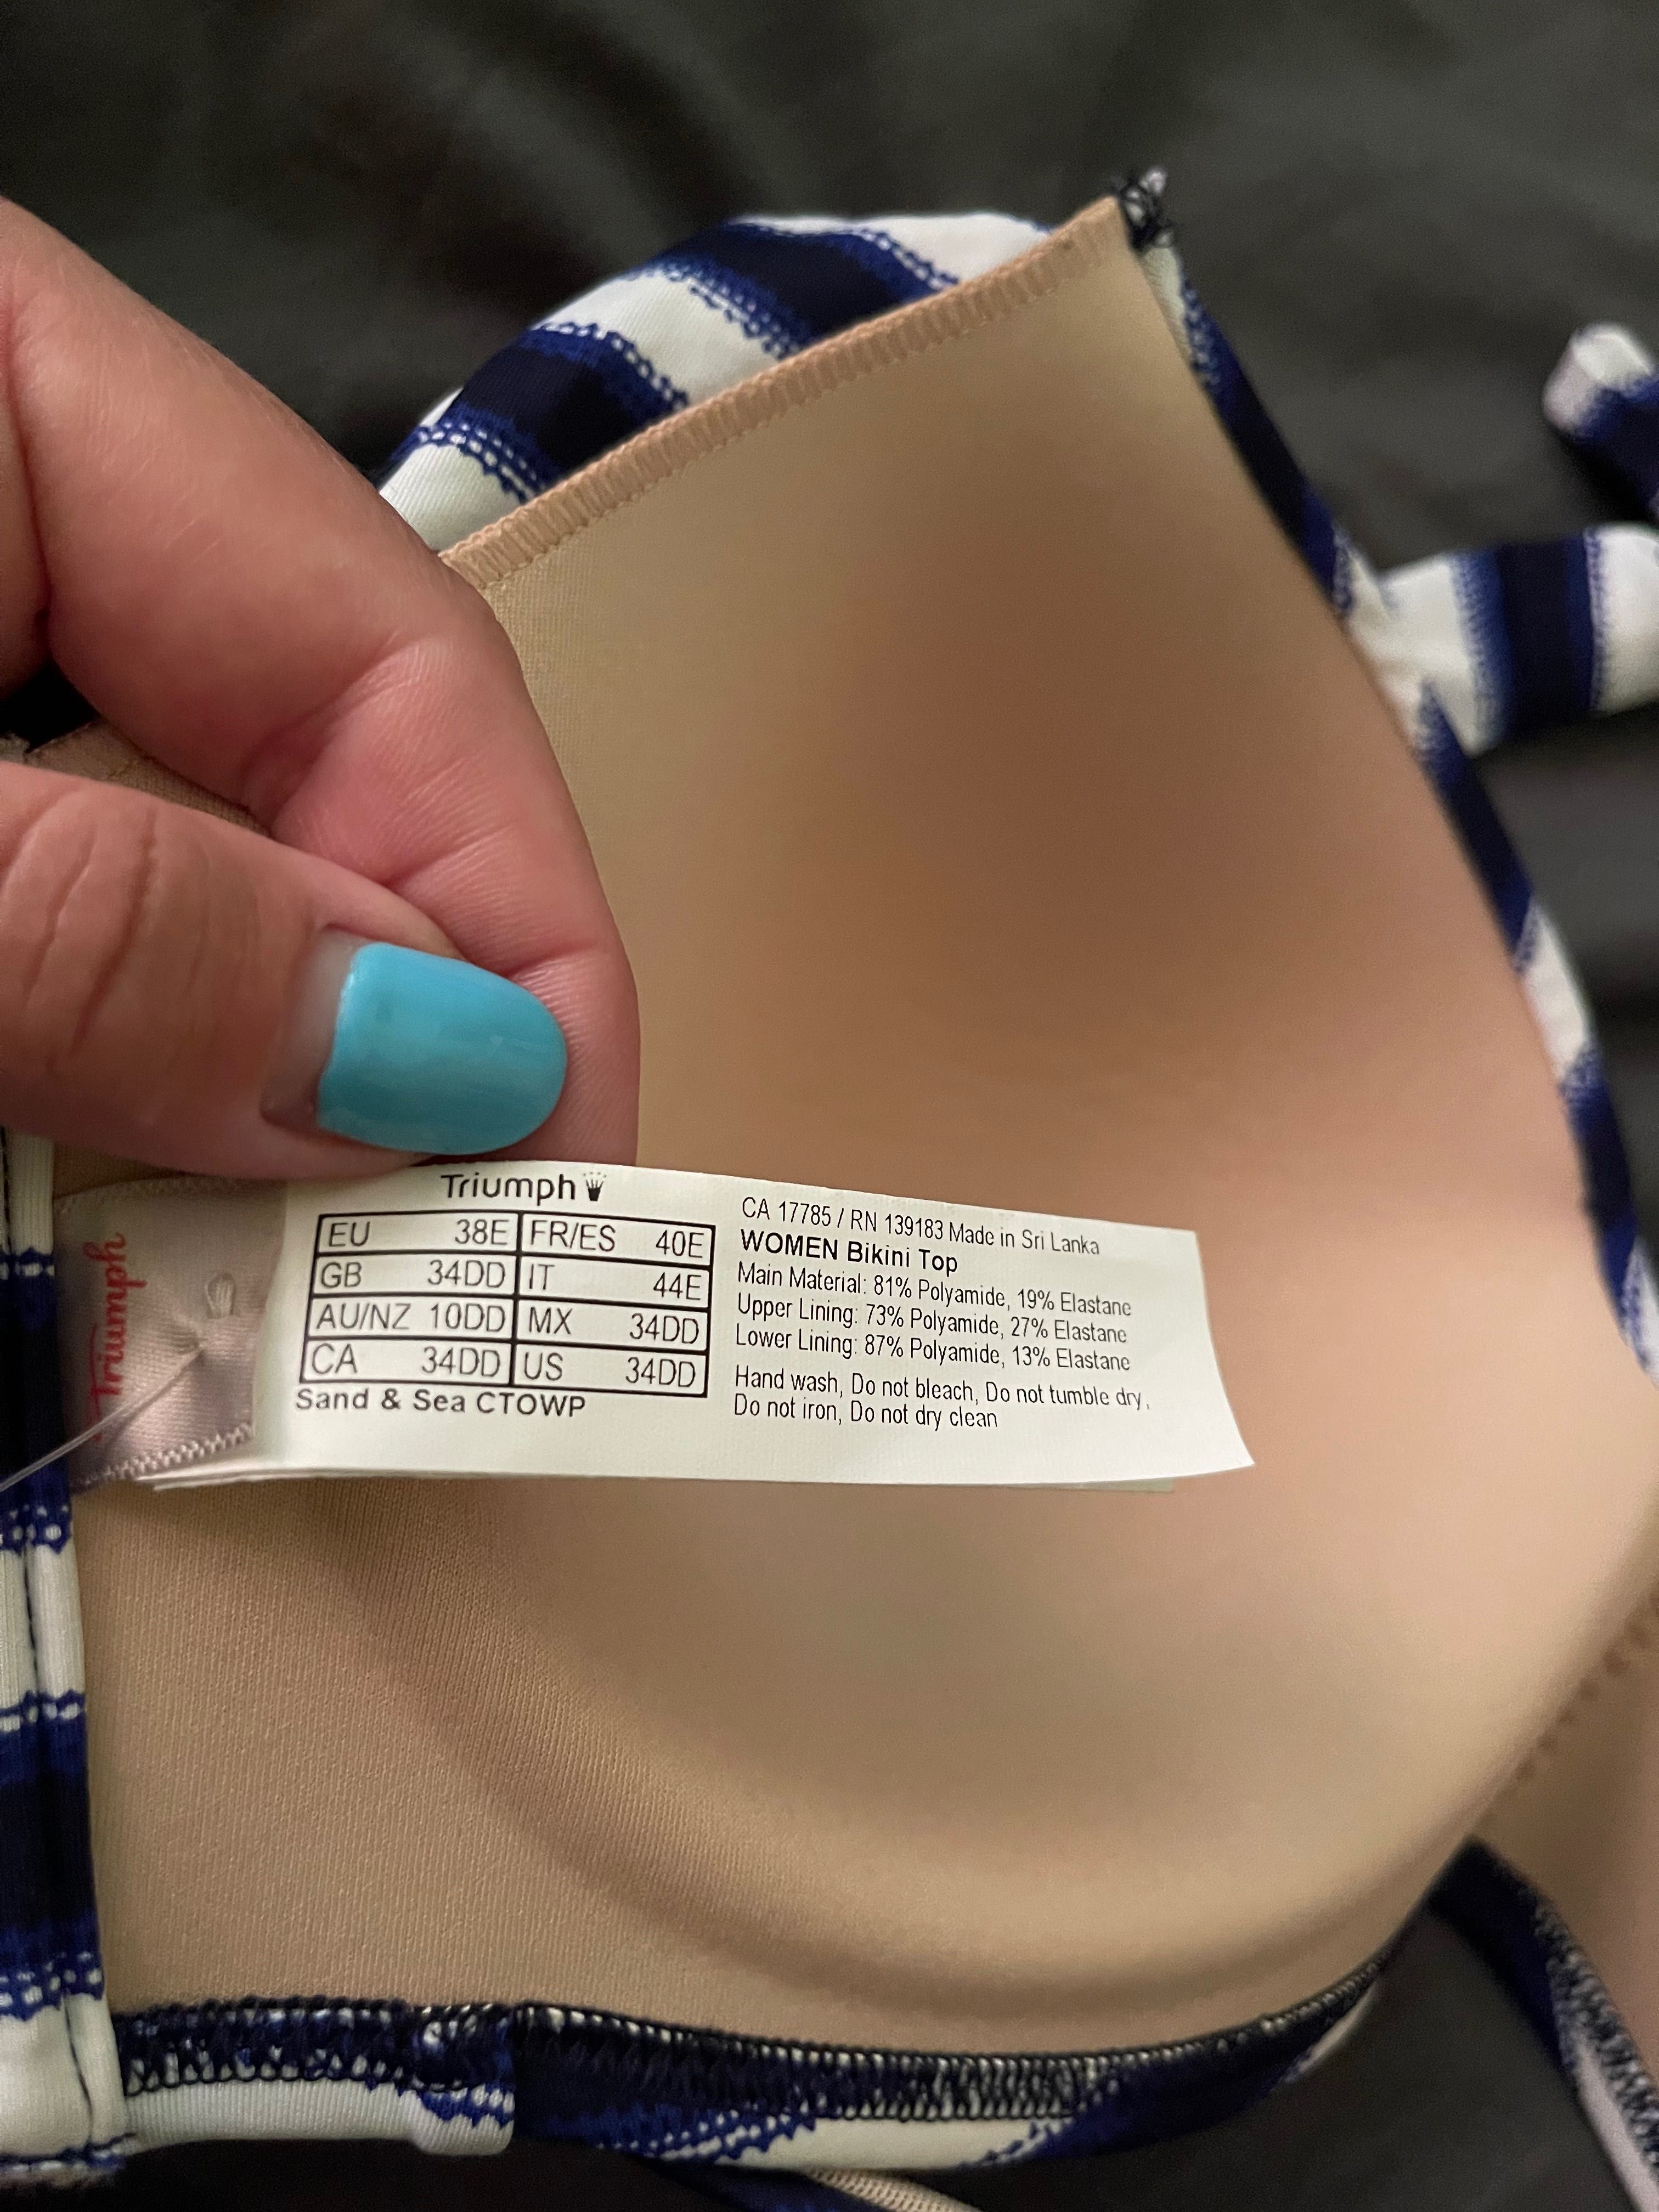 Triumph
EU 38E FR/ES 40E
GB 34DD IT 44E
AU/NZ 10DD MX 34DD
CA 34DD US 34DD
Sand & Sea CTOWP
CA 17785 / RN 139183 Made in Sri Lanka
WOMEN Bikini Top
Main Material: 81% Polyamide, 19% Elastane
Upper Lining: 73% Polyamide, 27% Elastane
Lower Lining: 87% Polyamide, 13% Elastane
Hand wash, Do not bleach, Do not tumble dry,
Do not iron, Do not dry clean
Triumph